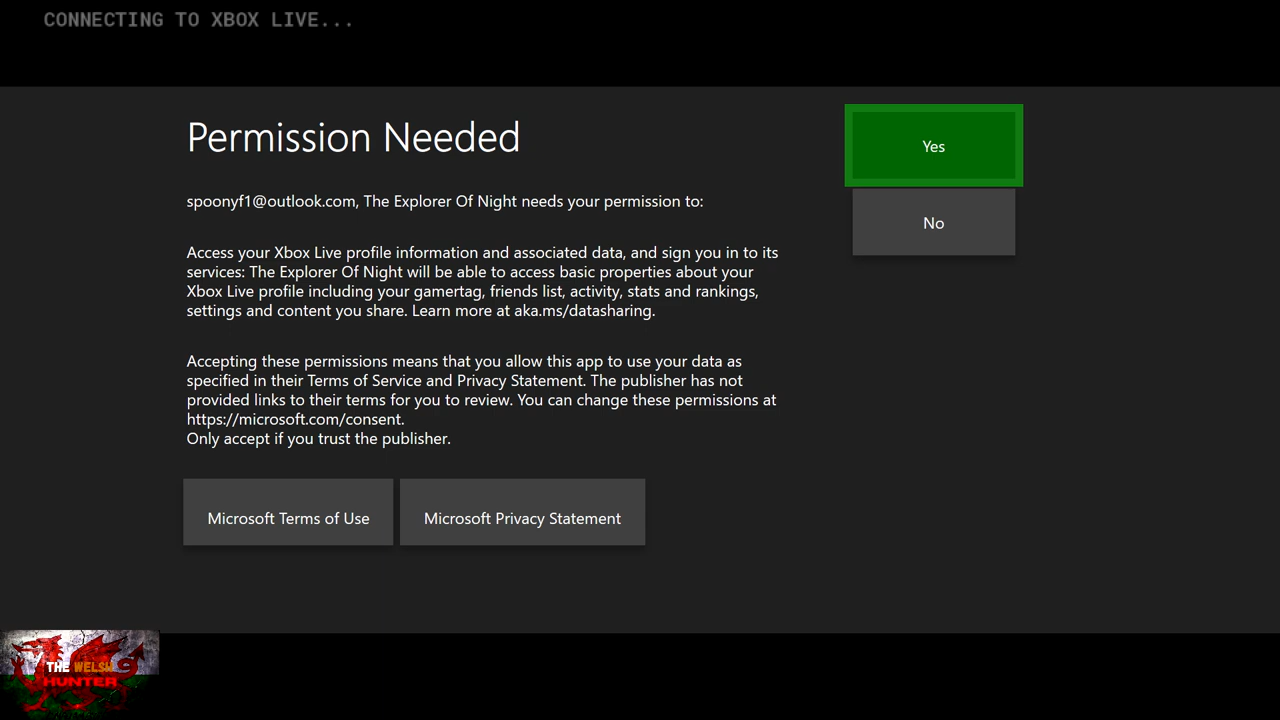 CONNECTING TO XBOX LIVE...
Permission Needed
Yes
spoonyf1@outlook.com, The Explorer Of Night needs your permission to:
No
Access your Xbox Live profile information and associated data, and sign you in to its
services: The Explorer Of Night will be able to access basic properties about your
Xbox Live profile including your gamertag, friends list, activity, stats and rankings,
settings and content you share. Learn more at aka.ms/datasharing.
Accepting these permissions means that you allow this app to use your data as
specified in their Terms of Service and Privacy Statement. The publisher has not
provided links to their terms for you to review. You can change these permissions at
https://microsoft.com/consent.
Only accept if you trust the publisher.
Microsoft Terms of Use
Microsoft Privacy Statement
THE WELSH
HUNTER